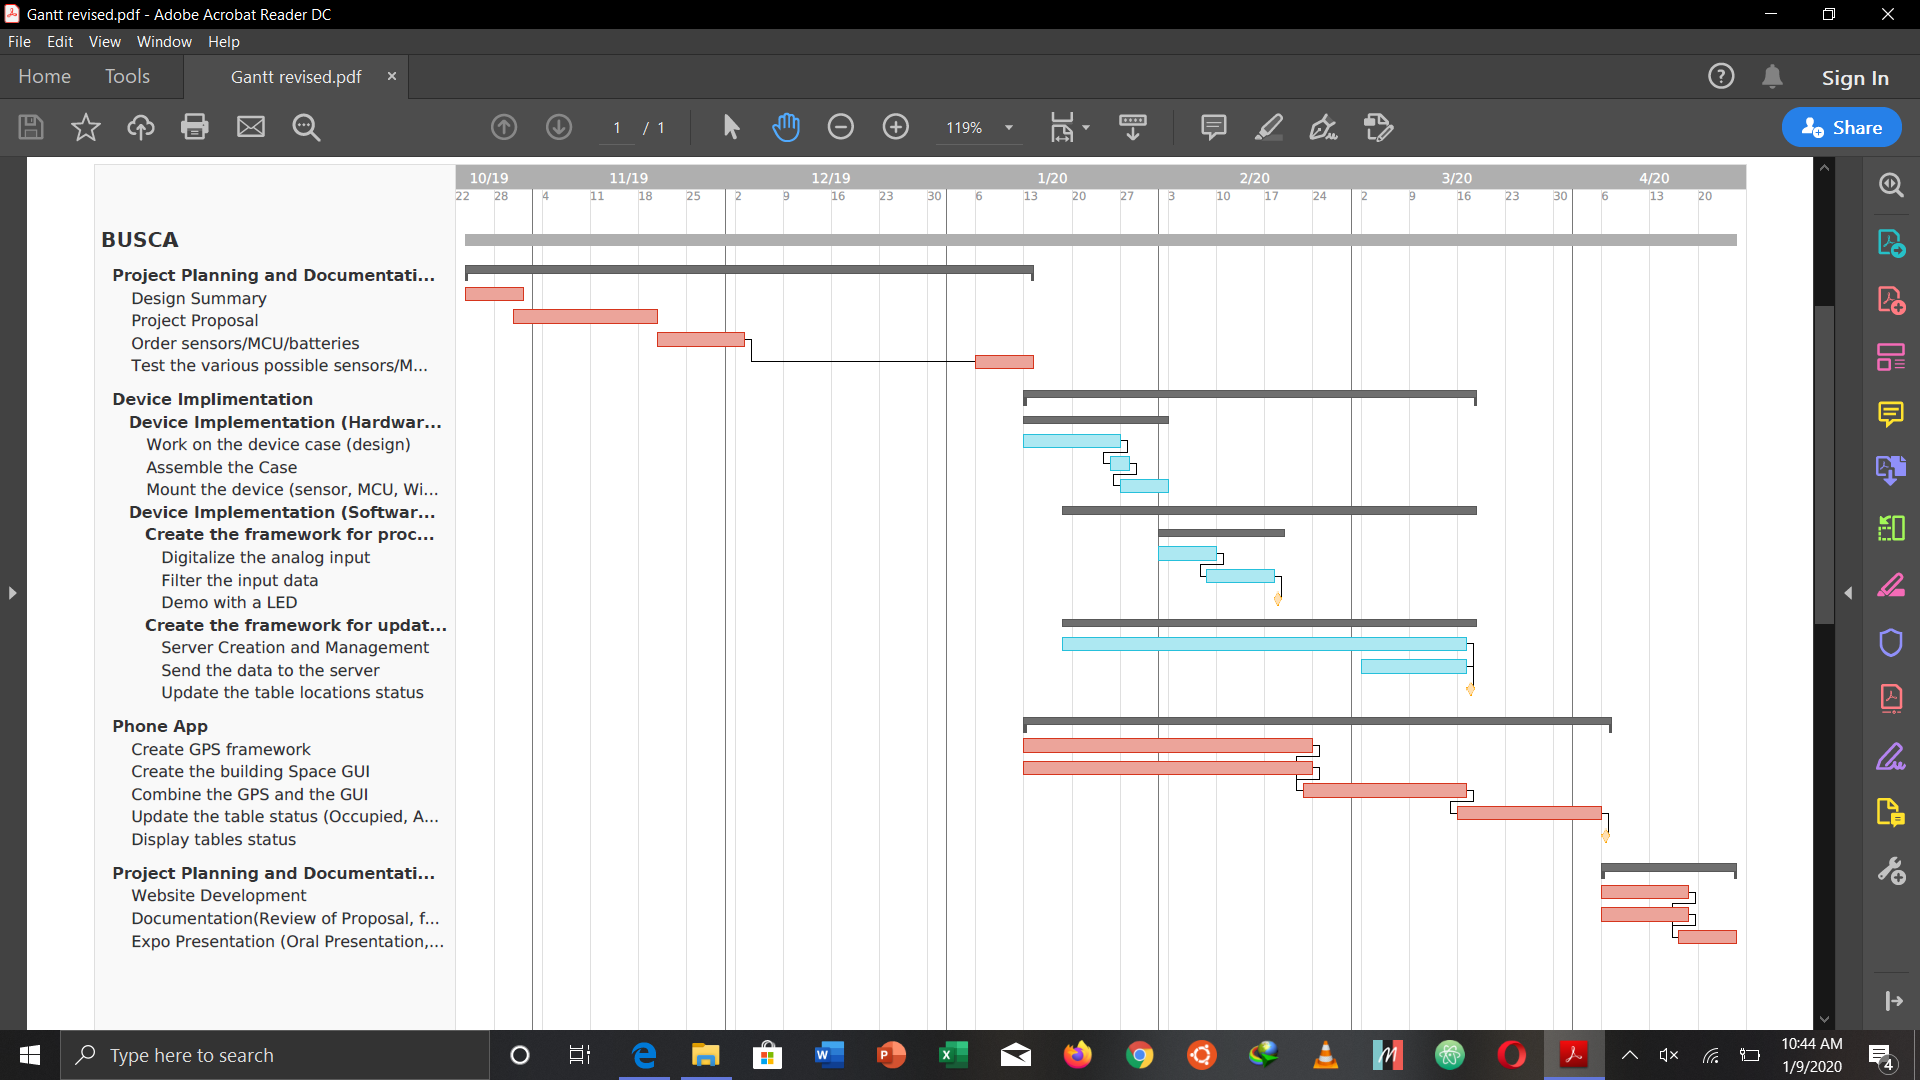 Gantt revised.pdf - Adobe Acrobat Reader DC
File Edit View Window Help
Home Tools Gantt revised.pdf × Sign In
1 / 1 119% Share
10/19 11/19 12/19 1/20 2/20 3/20 4/20
22 28 4 11 18 25 2 9 16 23 30 6 13 20 27 3 10 17 24 2 9 16 23 30 6 13 20
BUSCA
Project Planning and Documentati...
Design Summary
Project Proposal
Order sensors/MCU/batteries
Test the various possible sensors/M...
Device Implimentation
Device Implementation (Hardwar...
Work on the device case (design)
Assemble the Case
Mount the device (sensor, MCU, Wi...
Device Implementation (Softwar...
Create the framework for proc...
Digitalize the analog input
Filter the input data
Demo with a LED
Create the framework for updat...
Server Creation and Management
Send the data to the server
Update the table locations status
Phone App
Create GPS framework
Create the building Space GUI
Combine the GPS and the GUI
Update the table status (Occupied, A...
Display tables status
Project Planning and Documentati...
Website Development
Documentation(Review of Proposal, f...
Expo Presentation (Oral Presentation,...
Type here to search
10:44 AM
1/9/2020
4